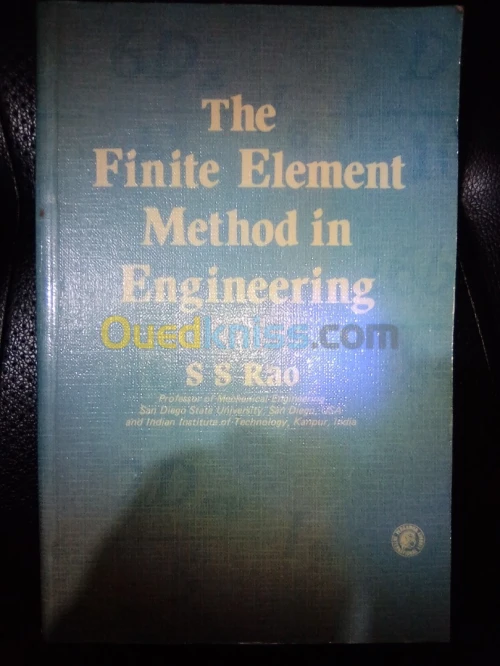 The
Finite Element
Method in
Engineering
Ouedkniss.com
S S Rao
Professor of Mechanical Engineering
San Diego State University, San Diego, USA
and Indian Institute of Technology, Kanpur, India